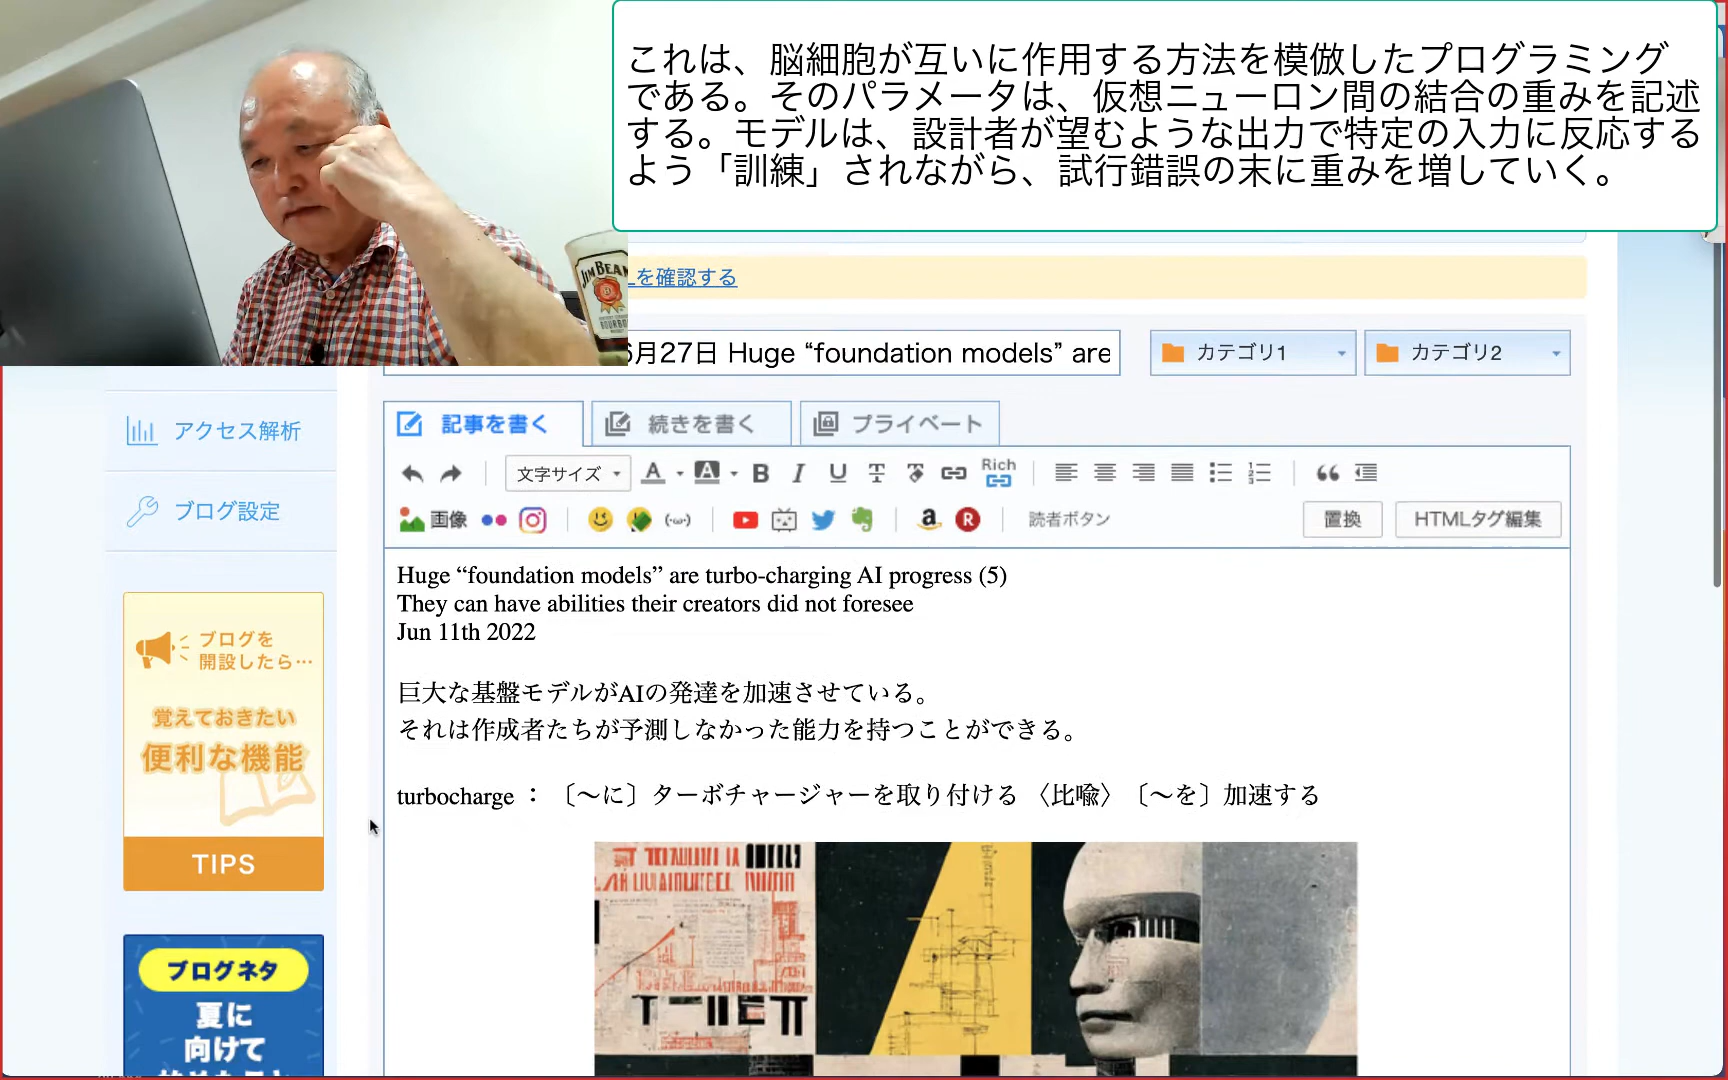 これは、脳細胞が互いに作用する方法を模倣したプログラミング
である。そのパラメータは、仮想ニューロン間の結合の重みを記述
する。モデルは、設計者が望むような出力で特定の入力に反応する
よう「訓練」されながら、試行錯誤の末に重みを増していく。
JIM BEAM
を確認する
6月27日 Huge “foundation models” are
カテゴリ1
カテゴリ2
アクセス解析
ブログ設定
記事を書く
続きを書く
プライベート
文字サイズ
A
A
B
I
U
T
Rich
画像
読者ボタン
置換
HTMLタグ編集
Huge “foundation models” are turbo-charging AI progress (5)
They can have abilities their creators did not foresee
Jun 11th 2022
巨大な基盤モデルがAIの発達を加速させている。
それは作成者たちが予測しなかった能力を持つことができる。
turbocharge ： 〔～に〕ターボチャージャーを取り付ける 〈比喩〉〔～を〕加速する
ブログを
開設したら…
覚えておきたい
便利な機能
TIPS
ブログネタ
夏に
向けて